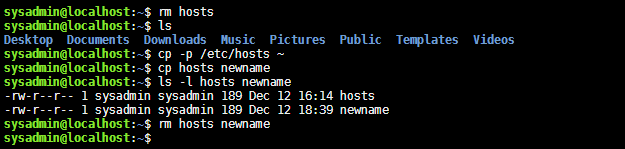 sysadmin@localhost:~$ rm hosts
sysadmin@localhost:~$ ls
Desktop  Documents  Downloads  Music  Pictures  Public  Templates  Videos
sysadmin@localhost:~$ cp -p /etc/hosts ~
sysadmin@localhost:~$ cp hosts newname
sysadmin@localhost:~$ ls -l hosts newname
-rw-r--r-- 1 sysadmin sysadmin 189 Dec 12 16:14 hosts
-rw-r--r-- 1 sysadmin sysadmin 189 Dec 12 18:39 newname
sysadmin@localhost:~$ rm hosts newname
sysadmin@localhost:~$